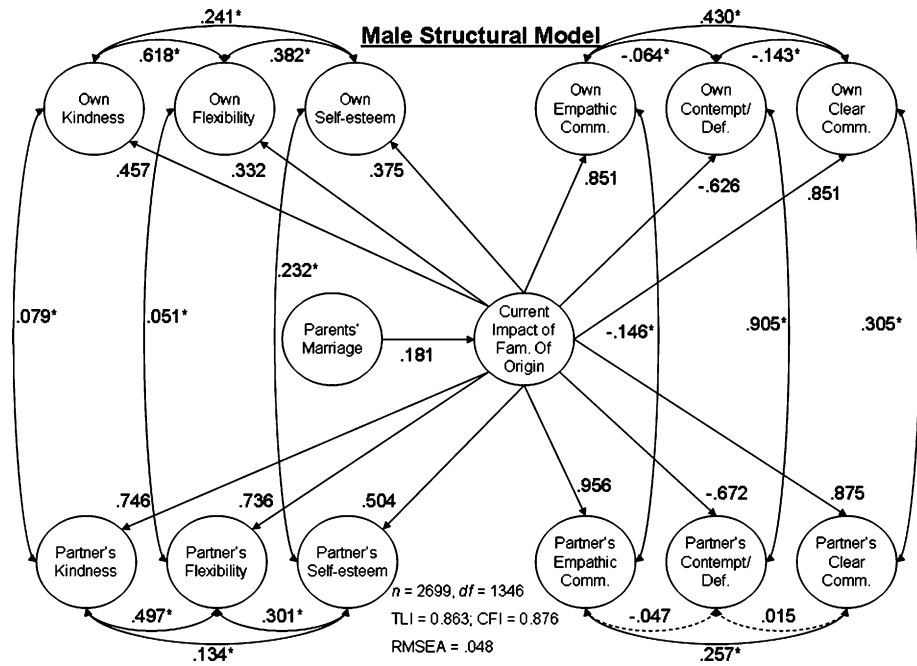 .241*
.430*
Male Structural Model
.618*
.382*
-.064*
-.143*
Own
Kindness
Own
Flexibility
Own
Self-esteem
Own
Empathic
Comm.
Own
Contempt/
Def.
Own
Clear
Comm.
.457
.332
.375
.851
-.626
.851
.232*
.079*
.051*
Parents'
Marriage
.181
Current
Impact of
Fam. Of
Origin
-.146*
.905*
.305*
.746
.736
.504
.956
-.672
.875
Partner's
Kindness
Partner's
Flexibility
Partner's
Self-esteem
Partner's
Empathic
Comm.
Partner's
Contempt/
Def.
Partner's
Clear
Comm.
n = 2699, df = 1346
TLI = 0.863; CFI = 0.876
RMSEA = .048
.497*
.301*
.134*
-.047
.015
.257*